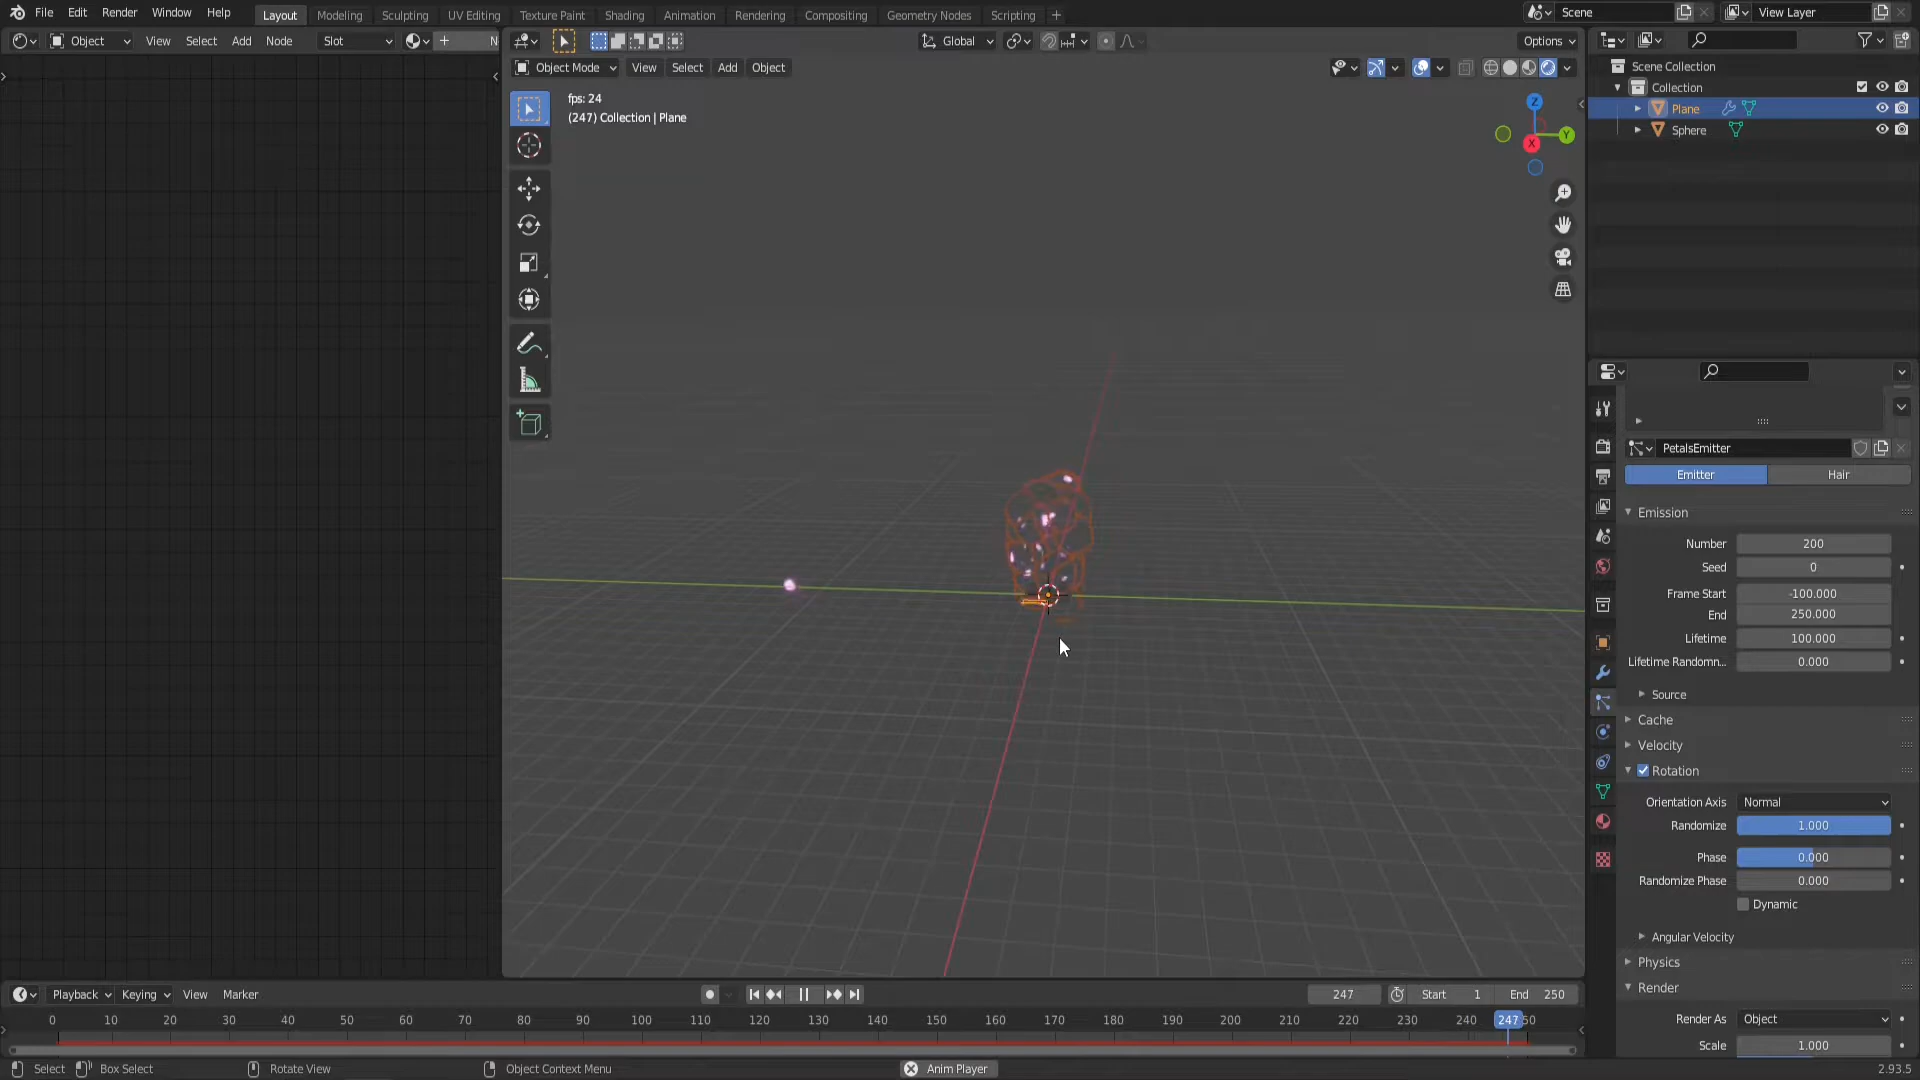 File Edit Render Window Help
Layout Modeling Sculpting UV Editing Texture Paint Shading Animation Rendering Compositing Geometry Nodes Scripting +
Scene
View Layer
Object View Select Add Node Slot
Global
Options
Object Mode View Select Add Object
fps: 24
(247) Collection | Plane
Z
Y
X
Scene Collection
Collection
Plane
Sphere
PetalsEmitter
Emitter Hair
Emission
Number 200
Seed 0
Frame Start -100.000
End 250.000
Lifetime 100.000
Lifetime Randomn... 0.000
Source
Cache
Velocity
Rotation
Orientation Axis Normal
Randomize 1.000
Phase 0.000
Randomize Phase 0.000
Dynamic
Angular Velocity
Physics
Render
Render As Object
Scale 1.000
Playback Keying View Marker
247 Start 1 End 250
0 10 20 30 40 50 60 70 80 90 100 110 120 130 140 150 160 170 180 190 200 210 220 230 240 247 50
Select Box Select Rotate View Object Context Menu Anim Player 2.93.5